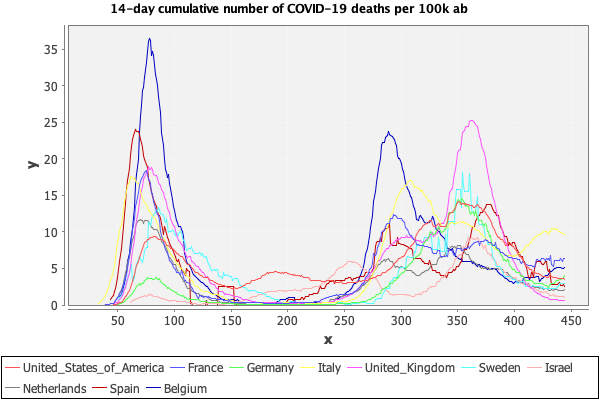 14-day cumulative number of COVID-19 deaths per 100k ab
35
30
25
20
15
10
5
0
y
50 100 150 200 250 300 350 400 450
x
United_States_of_America France Germany Italy United_Kingdom Sweden Israel
Netherlands Spain Belgium